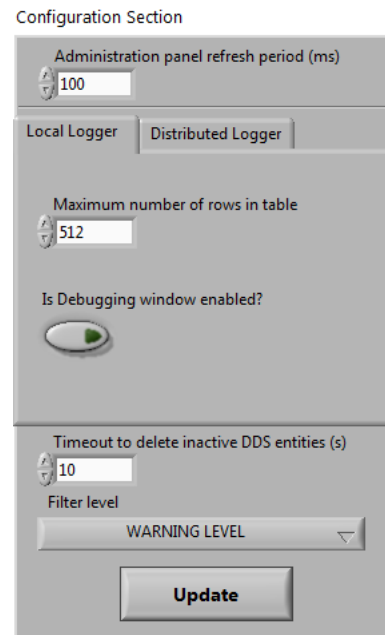 Configuration Section
Administration panel refresh period (ms)
100
Local Logger
Distributed Logger
Maximum number of rows in table
512
Is Debugging window enabled?
Timeout to delete inactive DDS entities (s)
10
Filter level
WARNING LEVEL
Update